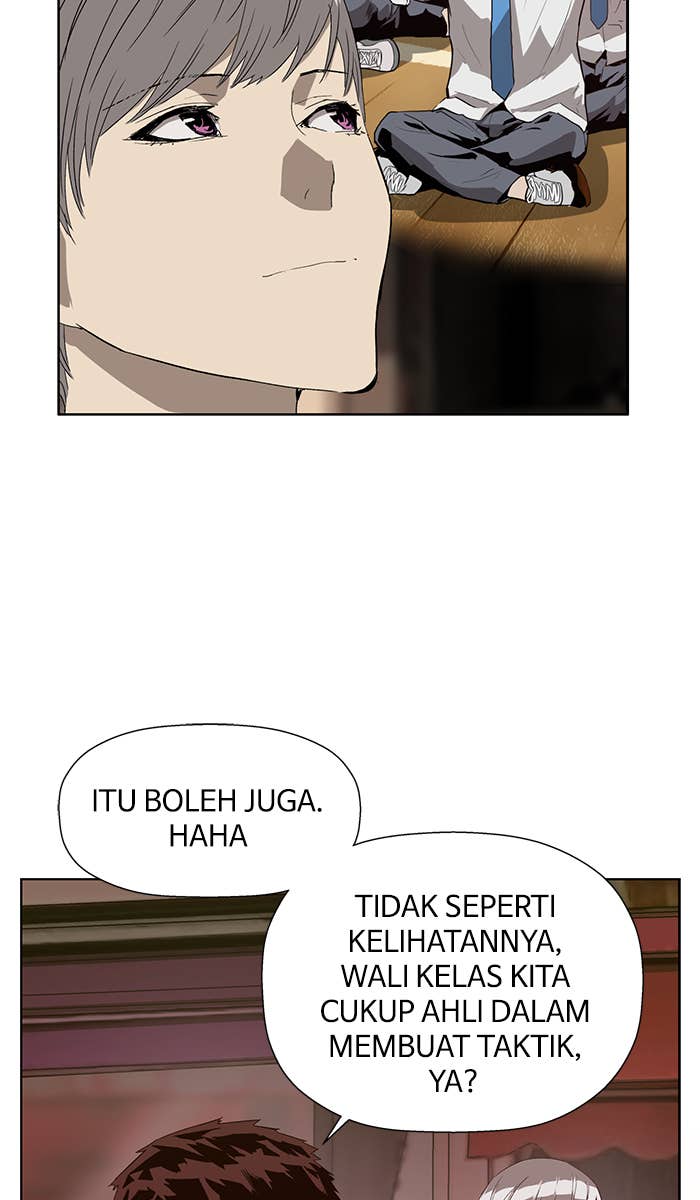 ITU BOLEH JUGA.
HAHA
TIDAK SEPERTI
KELIHATANNYA,
WALI KELAS KITA
CUKUP AHLI DALAM
MEMBUAT TAKTIK,
YA?